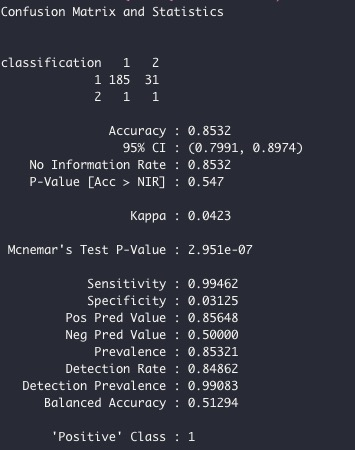 Confusion Matrix and Statistics
classification 1 2
1 185 31
2 1 1
Accuracy : 0.8532
95% CI : (0.7991, 0.8974)
No Information Rate : 0.8532
P-Value [Acc > NIR] : 0.547
Kappa : 0.0423
Mcnemar's Test P-Value : 2.951e-07
Sensitivity : 0.99462
Specificity : 0.03125
Pos Pred Value : 0.85648
Neg Pred Value : 0.50000
Prevalence : 0.85321
Detection Rate : 0.84862
Detection Prevalence : 0.99083
Balanced Accuracy : 0.51294
'Positive' Class : 1